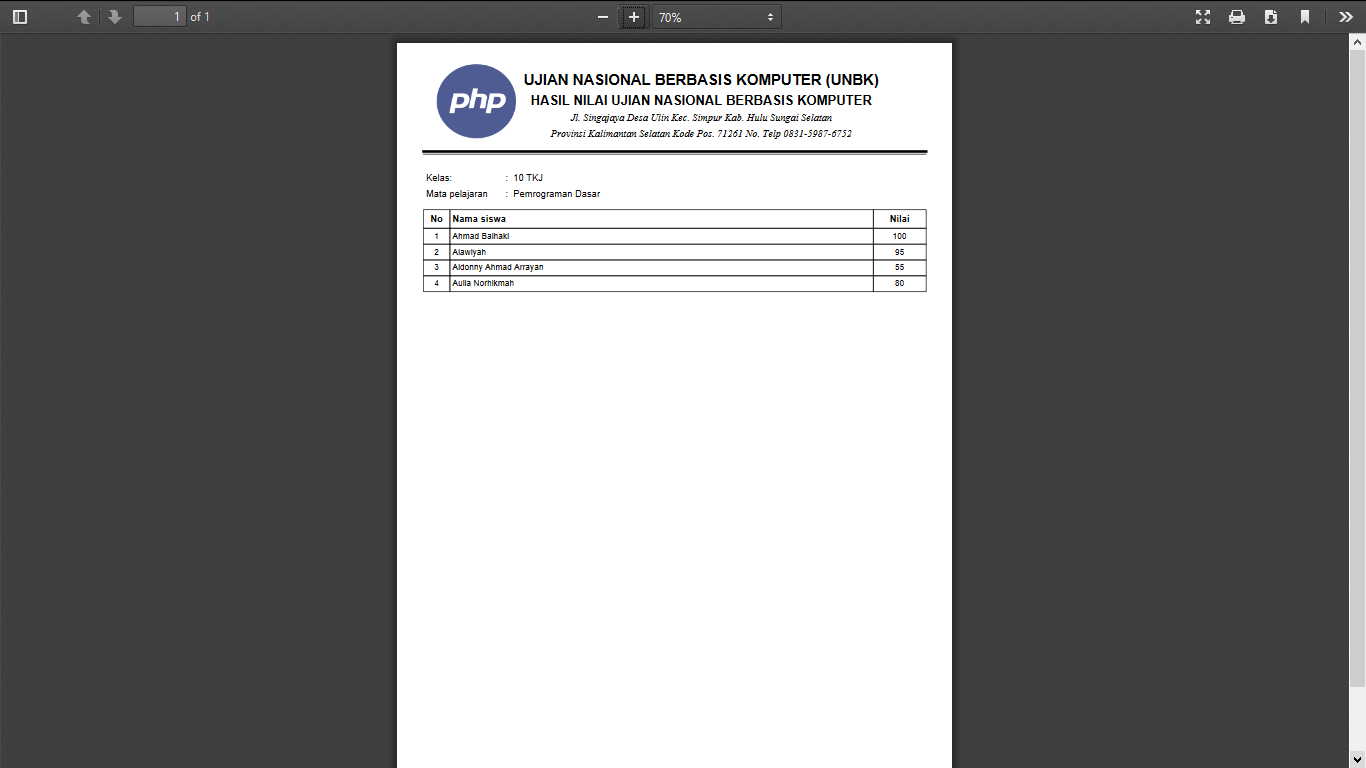 1 of 1
70%
php
UJIAN NASIONAL BERBASIS KOMPUTER (UNBK)
HASIL NILAI UJIAN NASIONAL BERBASIS KOMPUTER
Jl. Singajaya Desa Ulin Kec. Simpur Kab. Hulu Sungai Selatan
Provinsi Kalimantan Selatan Kode Pos. 71261 No. Telp 0831-5987-6752
Kelas: : 10 TKJ
Mata pelajaran : Pemrograman Dasar
No Nama siswa Nilai
1 Ahmad Baihaki 100
2 Alawiyah 95
3 Aldonny Ahmad Arrayan 55
4 Aulia Norhikmah 80